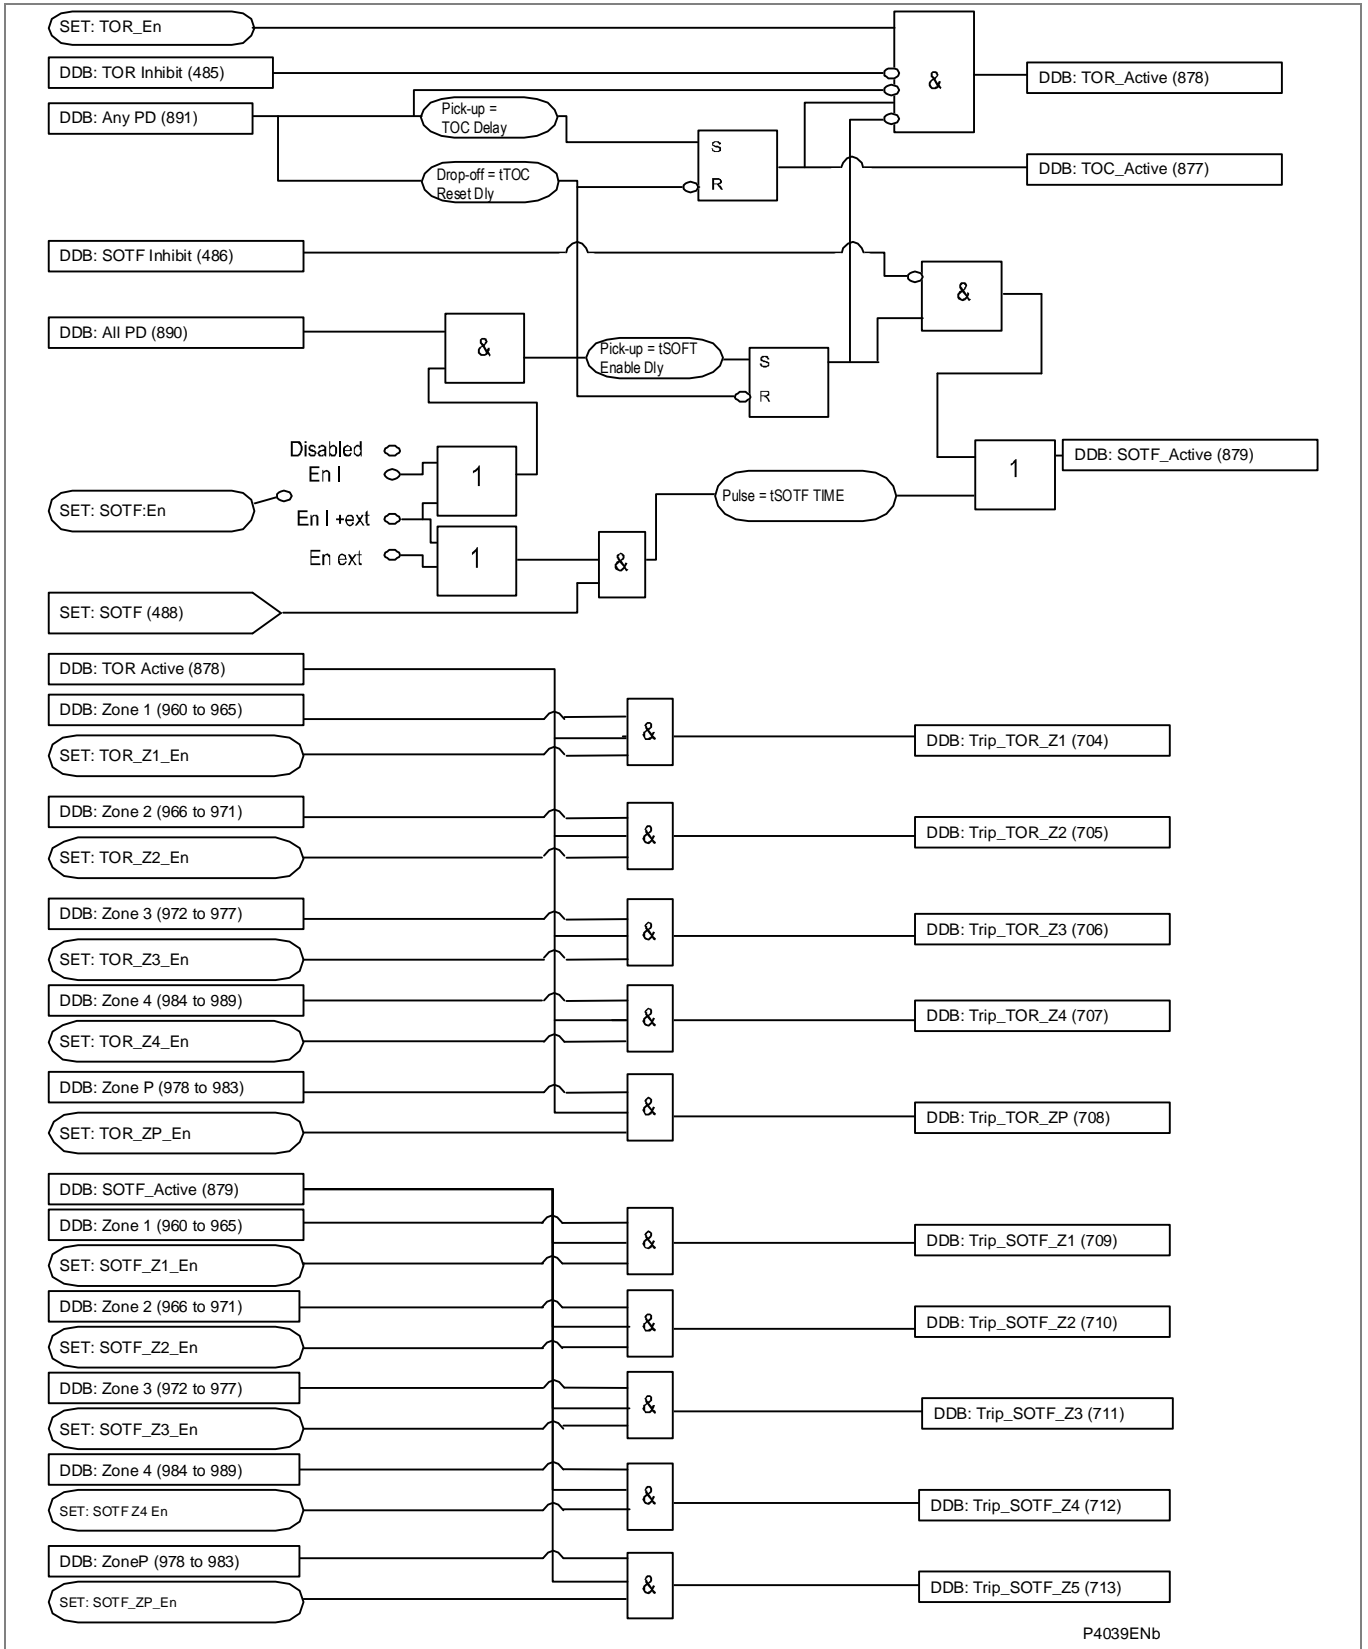 SET: TOR_En
DDB: TOR Inhibit (485)
&
DDB: TOR_Active (878)
DDB: Any PD (891)
Pick-up =
TOC Delay
S
R
Drop-off = tTOC
Reset Dly
DDB: TOC_Active (877)
DDB: SOTF Inhibit (486)
&
DDB: All PD (890)
&
Pick-up = tSOFT
Enable Dly
S
R
Disabled
En I
En I +ext
En ext
1
1
SET: SOTF:En
&
Pulse = tSOTF TIME
1
DDB: SOTF_Active (879)
SET: SOTF (488)
DDB: TOR Active (878)
DDB: Zone 1 (960 to 965)
SET: TOR_Z1_En
&
DDB: Trip_TOR_Z1 (704)
DDB: Zone 2 (966 to 971)
SET: TOR_Z2_En
&
DDB: Trip_TOR_Z2 (705)
DDB: Zone 3 (972 to 977)
SET: TOR_Z3_En
&
DDB: Trip_TOR_Z3 (706)
DDB: Zone 4 (984 to 989)
SET: TOR_Z4_En
&
DDB: Trip_TOR_Z4 (707)
DDB: Zone P (978 to 983)
SET: TOR_ZP_En
&
DDB: Trip_TOR_ZP (708)
DDB: SOTF_Active (879)
DDB: Zone 1 (960 to 965)
SET: SOTF_Z1_En
&
DDB: Trip_SOTF_Z1 (709)
DDB: Zone 2 (966 to 971)
SET: SOTF_Z2_En
&
DDB: Trip_SOTF_Z2 (710)
DDB: Zone 3 (972 to 977)
SET: SOTF_Z3_En
&
DDB: Trip_SOTF_Z3 (711)
DDB: Zone 4 (984 to 989)
SET: SOTF Z4 En
&
DDB: Trip_SOTF_Z4 (712)
DDB: ZoneP (978 to 983)
SET: SOTF_ZP_En
&
DDB: Trip_SOTF_Z5 (713)
P4039ENb